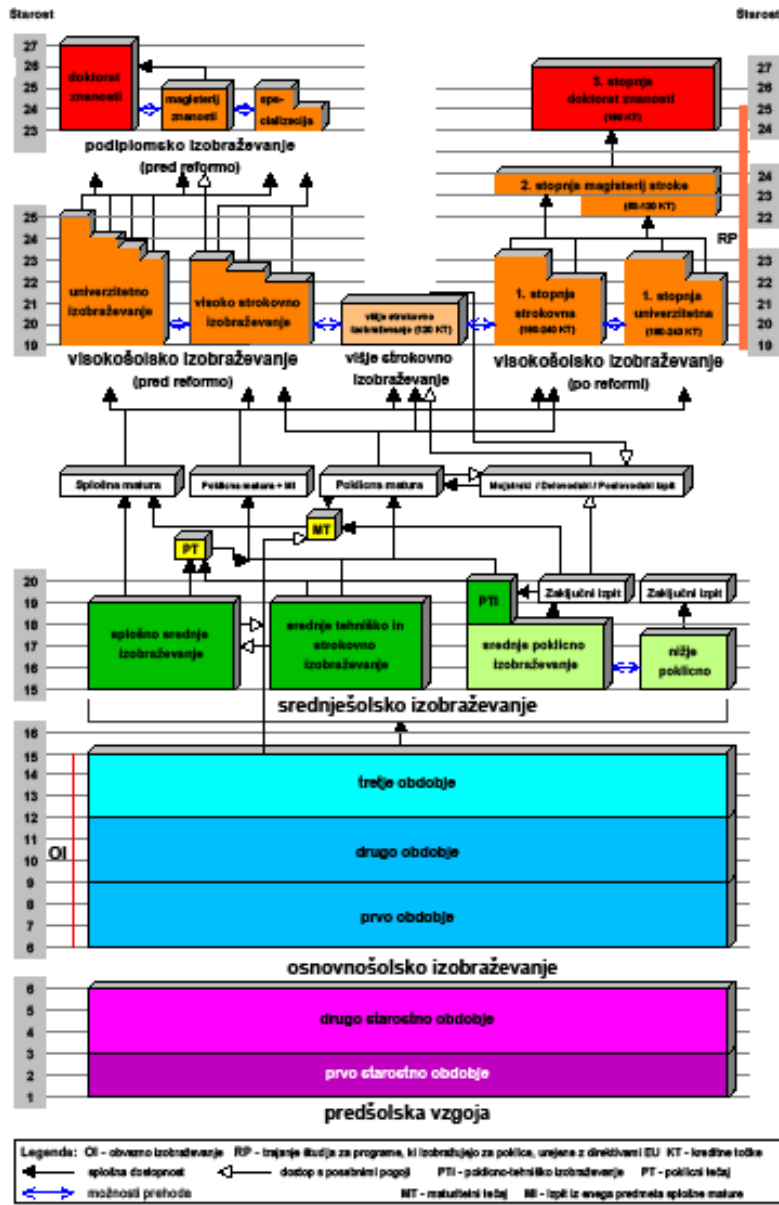 Starost
Starost
27
26
25
24
23
doktorat
znanosti
magisterij
znanosti
spe-
cializacija
podiplomsko izobraževanje
(pred reformo)
27
26
25
24
3. stopnja
doktorat znanosti
(180 KT)
24
23
22
2. stopnja magisterij stroke
(60-120 KT)
RP
25
24
23
22
21
20
19
univerzitetno
izobraževanje
visoko strokovno
izobraževanje
višje strokovno
izobraževanje (120 KT)
1. stopnja
strokovna
(180-240 KT)
1. stopnja
univerzitetna
(180-240 KT)
23
22
21
20
19
visokošolsko izobraževanje
(pred reformo)
višje strokovno
izobraževanje
visokošolsko izobraževanje
(po reformi)
Splošna matura
Poklicna matura + MI
Poklicna matura
Mojstrski / Delovodski / Poslovodski izpit
PT
MT
20
19
18
17
16
15
splošno srednje
izobraževanje
srednje tehniško in
strokovno
izobraževanje
PTI
srednje poklicno
izobraževanje
Zaključni izpit
Zaključni izpit
nižje
poklicno
srednješolsko izobraževanje
16
15
14
13
12
11
10
9
8
7
6
OI
tretje obdobje
drugo obdobje
prvo obdobje
osnovnošolsko izobraževanje
6
5
4
3
2
1
drugo starostno obdobje
prvo starostno obdobje
predšolska vzgoja
Legenda: OI - obvezno izobraževanje RP - trajanje študija za programe, ki izobražujejo za poklice, urejene z direktivami EU KT - kreditne točke
splošna dostopnost dostop s posebnimi pogoji PTI - poklicno-tehniško izobraževanje PT - poklicni tečaj
možnosti prehoda MT - maturitetni tečaj MI - izpit iz enega predmeta splošne mature